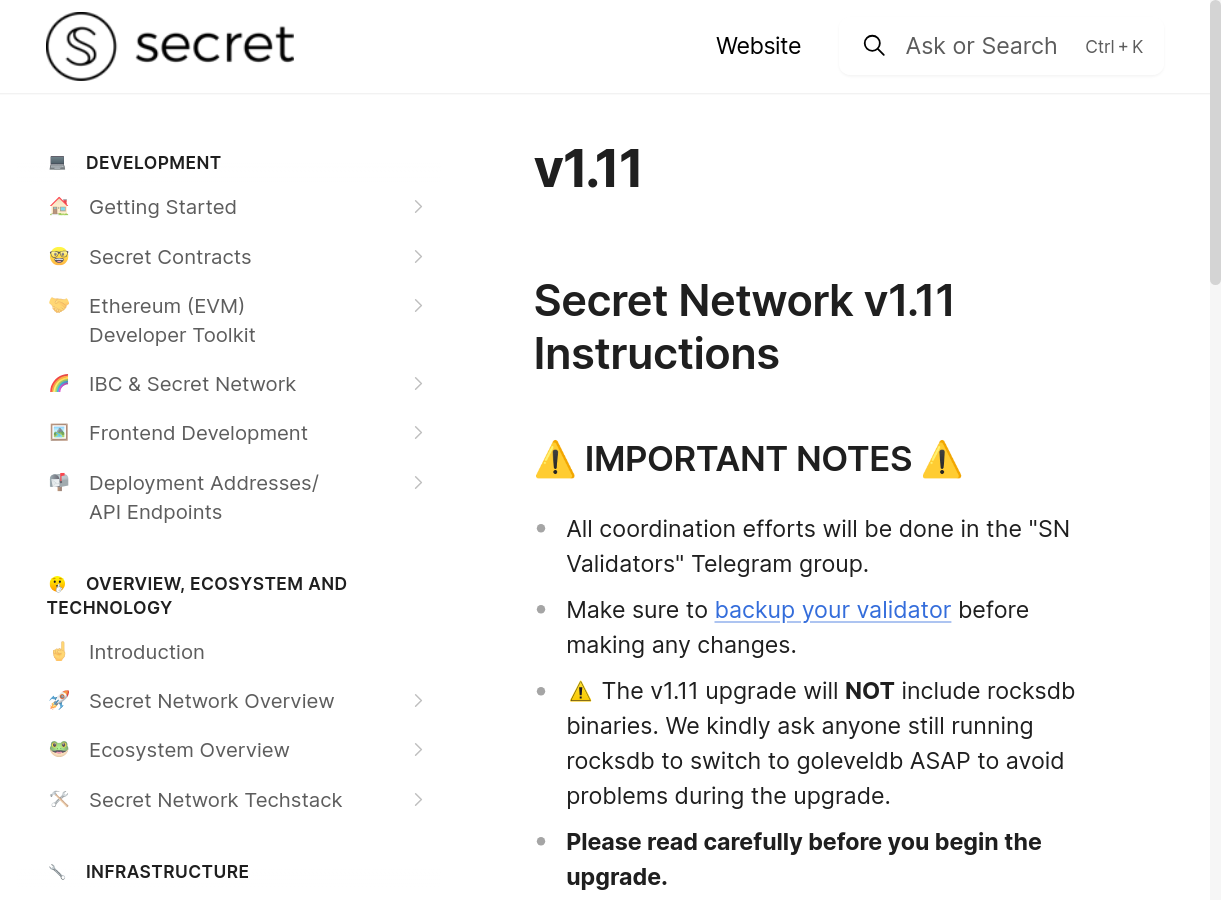 secret
Website
Ask or Search Ctrl + K
DEVELOPMENT
Getting Started
Secret Contracts
Ethereum (EVM)
Developer Toolkit
IBC & Secret Network
Frontend Development
Deployment Addresses/
API Endpoints
OVERVIEW, ECOSYSTEM AND
TECHNOLOGY
Introduction
Secret Network Overview
Ecosystem Overview
Secret Network Techstack
INFRASTRUCTURE
v1.11
Secret Network v1.11
Instructions
⚠️ IMPORTANT NOTES ⚠️
All coordination efforts will be done in the "SN
Validators" Telegram group.
Make sure to backup your validator before
making any changes.
⚠️ The v1.11 upgrade will NOT include rocksdb
binaries. We kindly ask anyone still running
rocksdb to switch to goleveldb ASAP to avoid
problems during the upgrade.
Please read carefully before you begin the
upgrade.